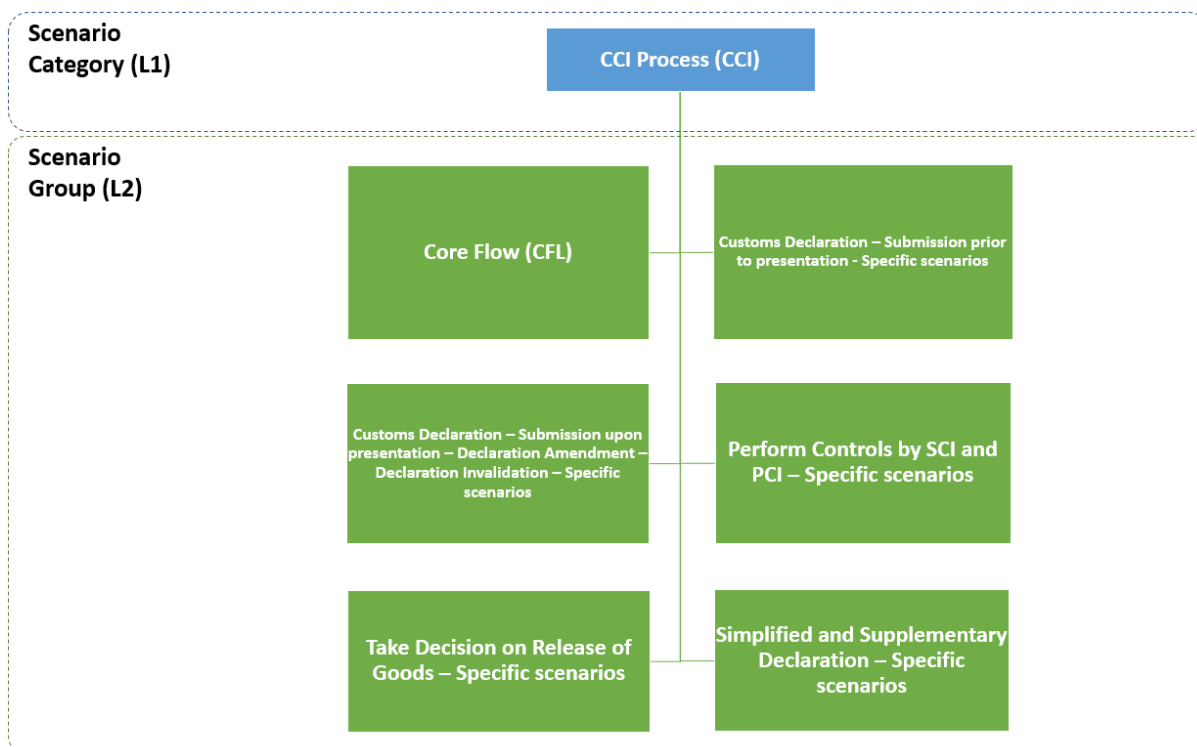 Scenario
Category (L1)
CCI Process (CCI)
Scenario
Group (L2)
Core Flow (CFL)
Customs Declaration – Submission prior
to presentation - Specific scenarios
Customs Declaration – Submission upon
presentation – Declaration Amendment –
Declaration Invalidation – Specific
scenarios
Perform Controls by SCI and
PCI – Specific scenarios
Take Decision on Release of
Goods – Specific scenarios
Simplified and Supplementary
Declaration – Specific
scenarios